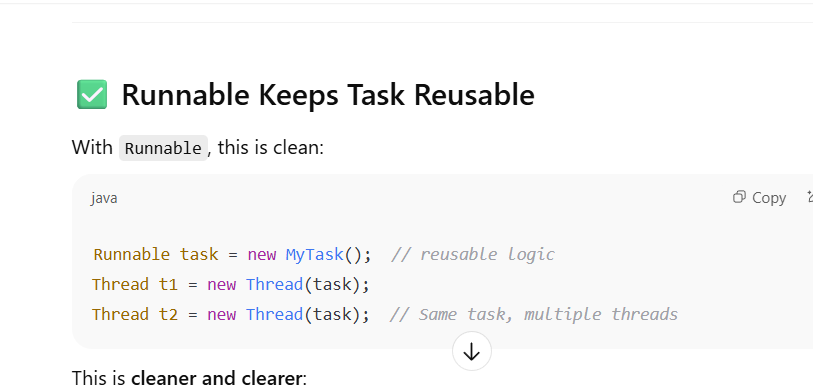 ✅ Runnable Keeps Task Reusable
With Runnable, this is clean:
java
Copy
Runnable task = new MyTask();  // reusable logic
Thread t1 = new Thread(task);
Thread t2 = new Thread(task);  // Same task, multiple threads
This is cleaner and clearer: